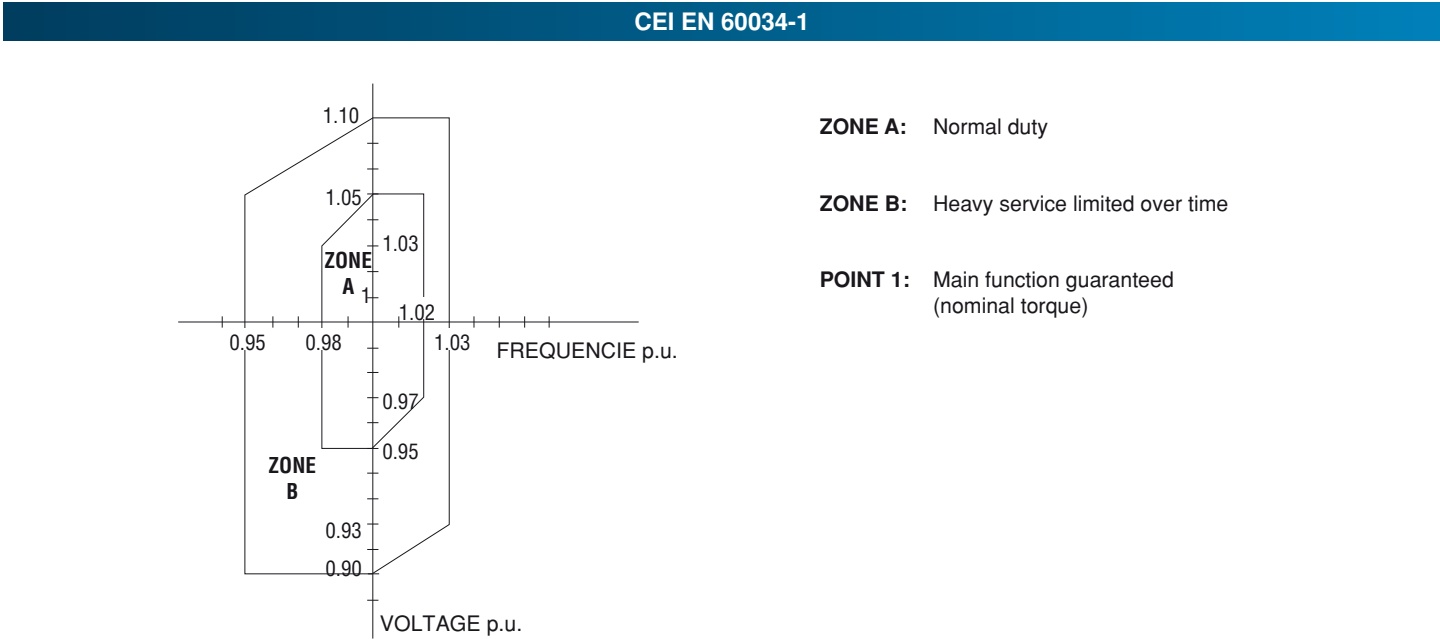 CEI EN 60034-1
1.10
1.05
1.03
ZONE
A
1
1.02
0.95
0.98
1.03
FREQUENCIE p.u.
0.97
0.95
ZONE
B
0.93
0.90
VOLTAGE p.u.
ZONE A: Normal duty
ZONE B: Heavy service limited over time
POINT 1: Main function guaranteed
(nominal torque)